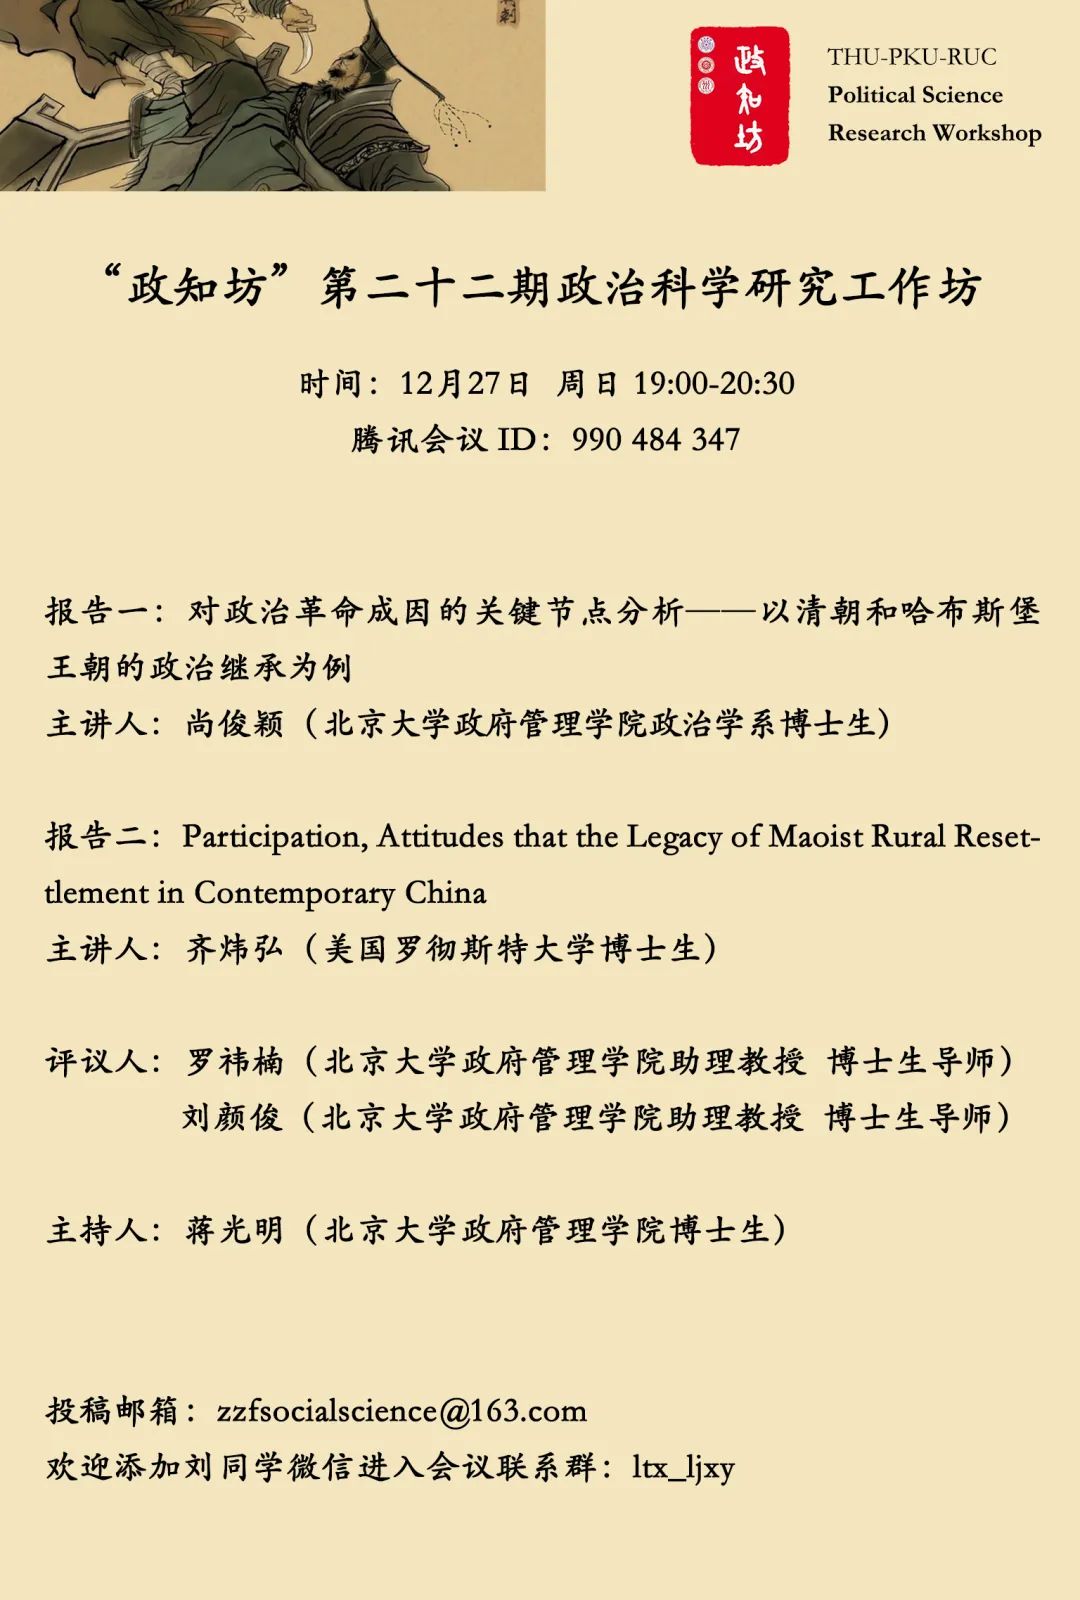 刺
政知坊
THU-PKU-RUC
Political Science
Research Workshop
“政知坊”第二十二期政治科学研究工作坊
时间：12月27日 周日 19:00-20:30
腾讯会议 ID：990 484 347
报告一：对政治革命成因的关键节点分析——以清朝和哈布斯堡
王朝的政治继承为例
主讲人：尚俊颖（北京大学政府管理学院政治学系博士生）
报告二：Participation, Attitudes that the Legacy of Maoist Rural Reset-
tlement in Contemporary China
主讲人：齐炜弘（美国罗彻斯特大学博士生）
评议人：罗祎楠（北京大学政府管理学院助理教授 博士生导师）
刘颜俊（北京大学政府管理学院助理教授 博士生导师）
主持人：蒋光明（北京大学政府管理学院博士生）
投稿邮箱：zzfsocialscience@163.com
欢迎添加刘同学微信进入会议联系群：ltx_ljxy